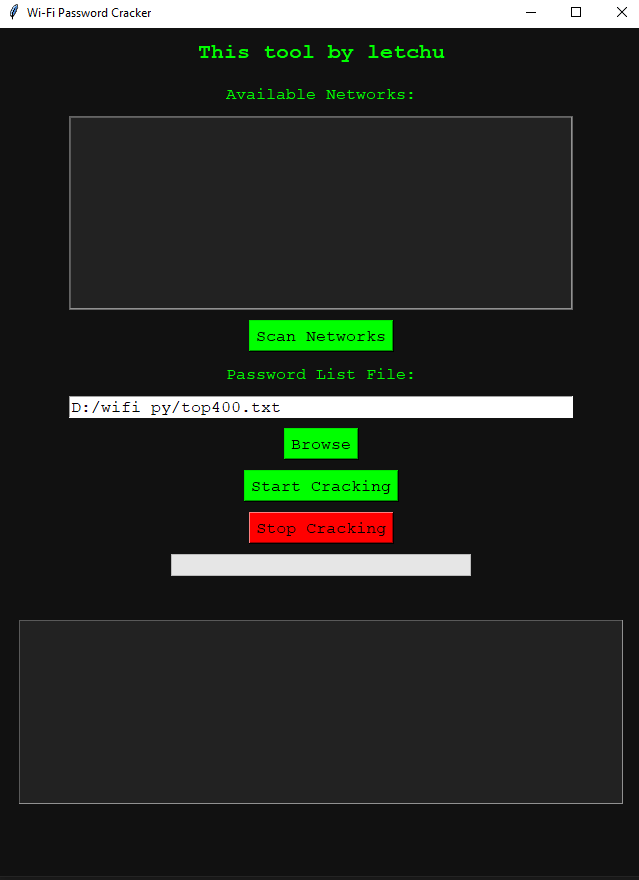 Wi-Fi Password Cracker
This tool by letchu
Available Networks:
Scan Networks
Password List File:
D:/wifi py/top400.txt
Browse
Start Cracking
Stop Cracking